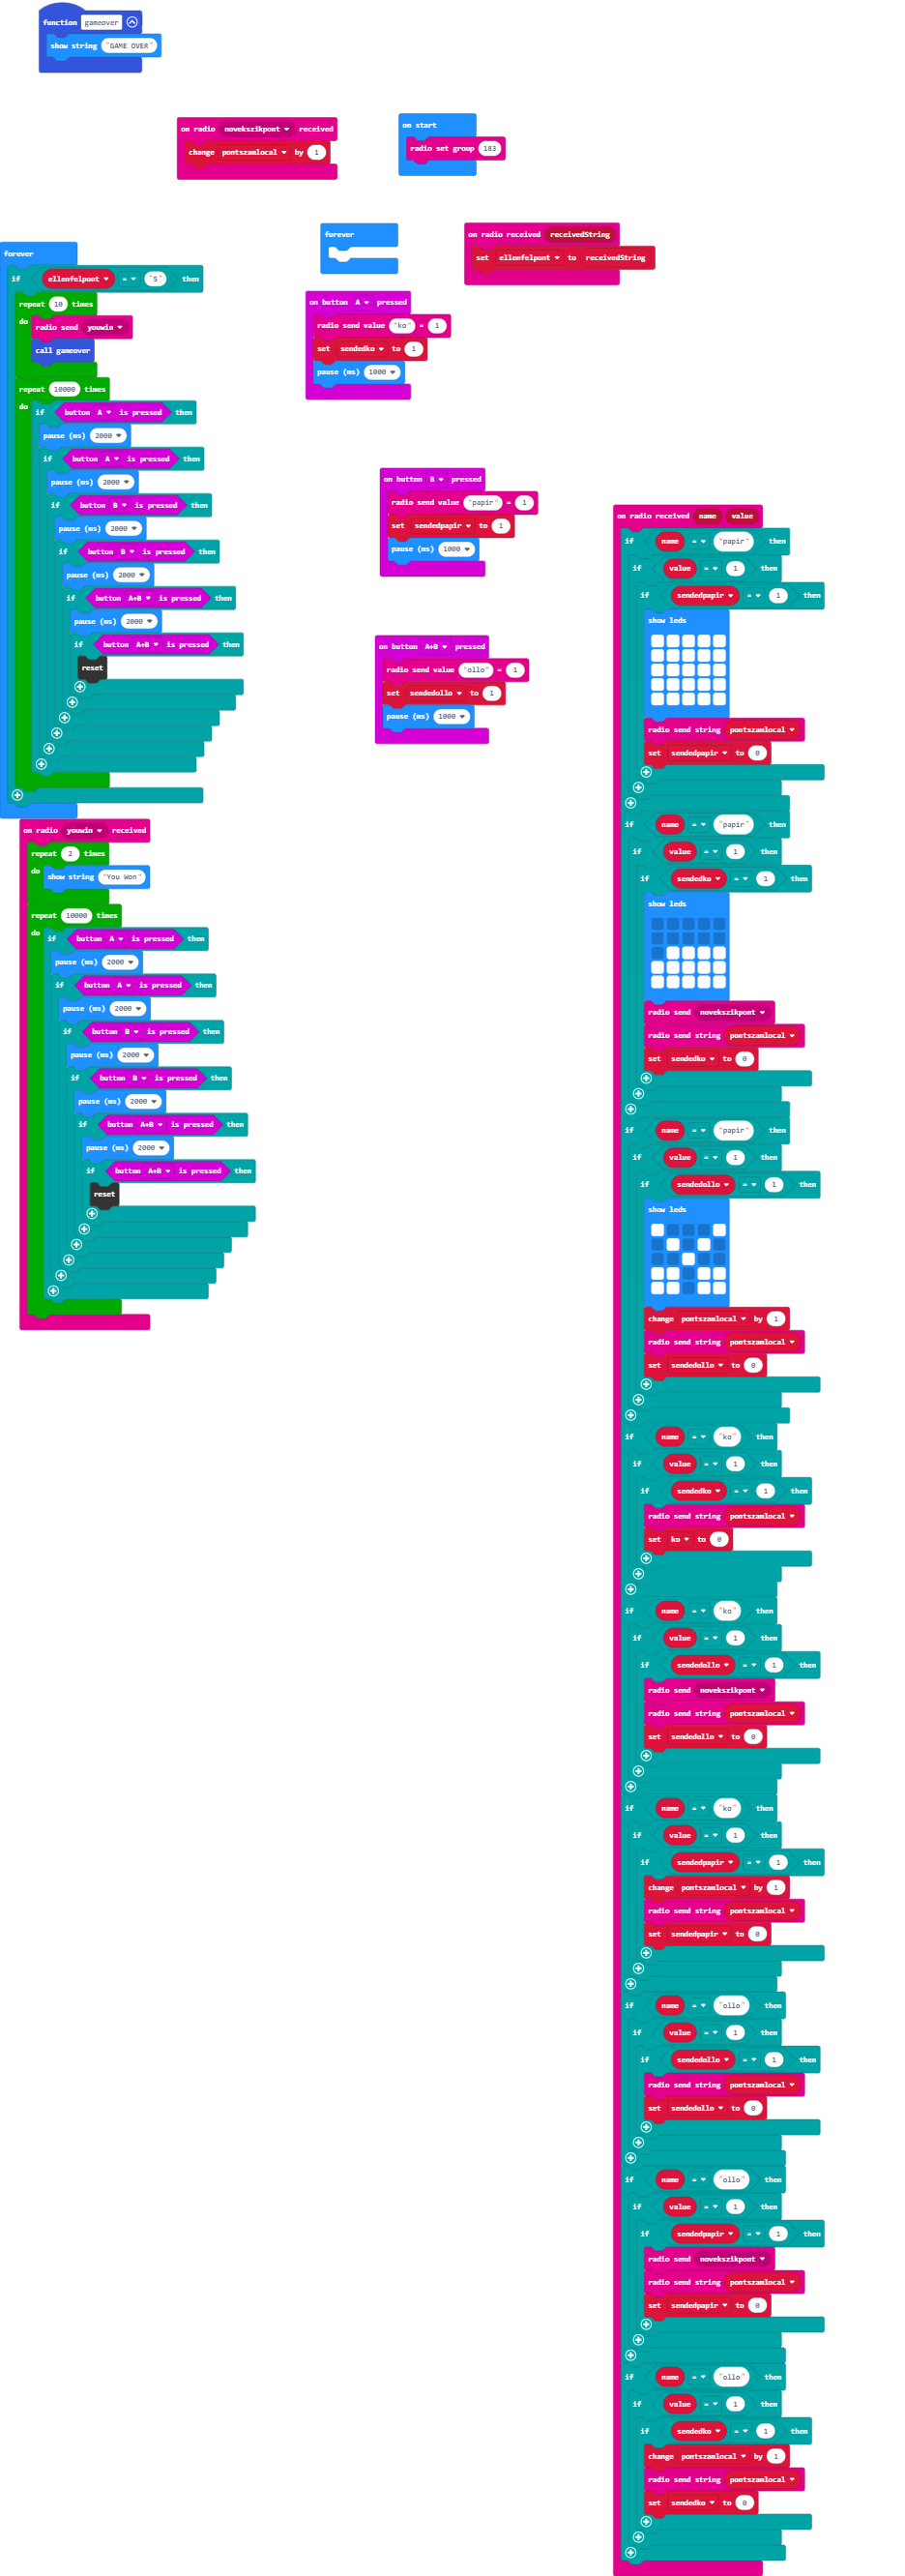 function gameover
show string "GAME OVER"
on radio novekszikpont received
change pontszamlocal by 1
on start
radio set group 183
forever
on radio received receivedString
set ellenfelpont to receivedString
forever
if ellenfelpont = "5" then
repeat 10 times
do radio send youwin
call gameover
repeat 10000 times
do if button A is pressed then
pause (ms) 2000
if button A is pressed then
pause (ms) 2000
if button B is pressed then
pause (ms) 2000
if button B is pressed then
pause (ms) 2000
if button A+B is pressed then
pause (ms) 2000
if button A+B is pressed then
reset
on button A pressed
radio send value "ko" = 1
set sendedko to 1
pause (ms) 1000
on button B pressed
radio send value "papir" = 1
set sendedpapir to 1
pause (ms) 1000
on button A+B pressed
radio send value "ollo" = 1
set sendedollo to 1
pause (ms) 1000
on radio youwin received
repeat 2 times
do show string "You Won"
repeat 10000 times
do if button A is pressed then
pause (ms) 2000
if button A is pressed then
pause (ms) 2000
if button B is pressed then
pause (ms) 2000
if button B is pressed then
pause (ms) 2000
if button A+B is pressed then
pause (ms) 2000
if button A+B is pressed then
reset
on radio received name value
if name = "papir" then
if value = 1 then
if sendedpapir = 1 then
show leds
radio send string pontszamlocal
set sendedpapir to 0
if name = "papir" then
if value = 1 then
if sendedko = 1 then
show leds
radio send novekszikpont
radio send string pontszamlocal
set sendedko to 0
if name = "papir" then
if value = 1 then
if sendedollo = 1 then
show leds
change pontszamlocal by 1
radio send string pontszamlocal
set sendedollo to 0
if name = "ko" then
if value = 1 then
if sendedko = 1 then
radio send string pontszamlocal
set ko to 0
if name = "ko" then
if value = 1 then
if sendedollo = 1 then
radio send novekszikpont
radio send string pontszamlocal
set sendedollo to 0
if name = "ko" then
if value = 1 then
if sendedpapir = 1 then
change pontszamlocal by 1
radio send string pontszamlocal
set sendedpapir to 0
if name = "ollo" then
if value = 1 then
if sendedollo = 1 then
radio send string pontszamlocal
set sendedollo to 0
if name = "ollo" then
if value = 1 then
if sendedpapir = 1 then
radio send novekszikpont
radio send string pontszamlocal
set sendedpapir to 0
if name = "ollo" then
if value = 1 then
if sendedko = 1 then
change pontszamlocal by 1
radio send string pontszamlocal
set sendedko to 0